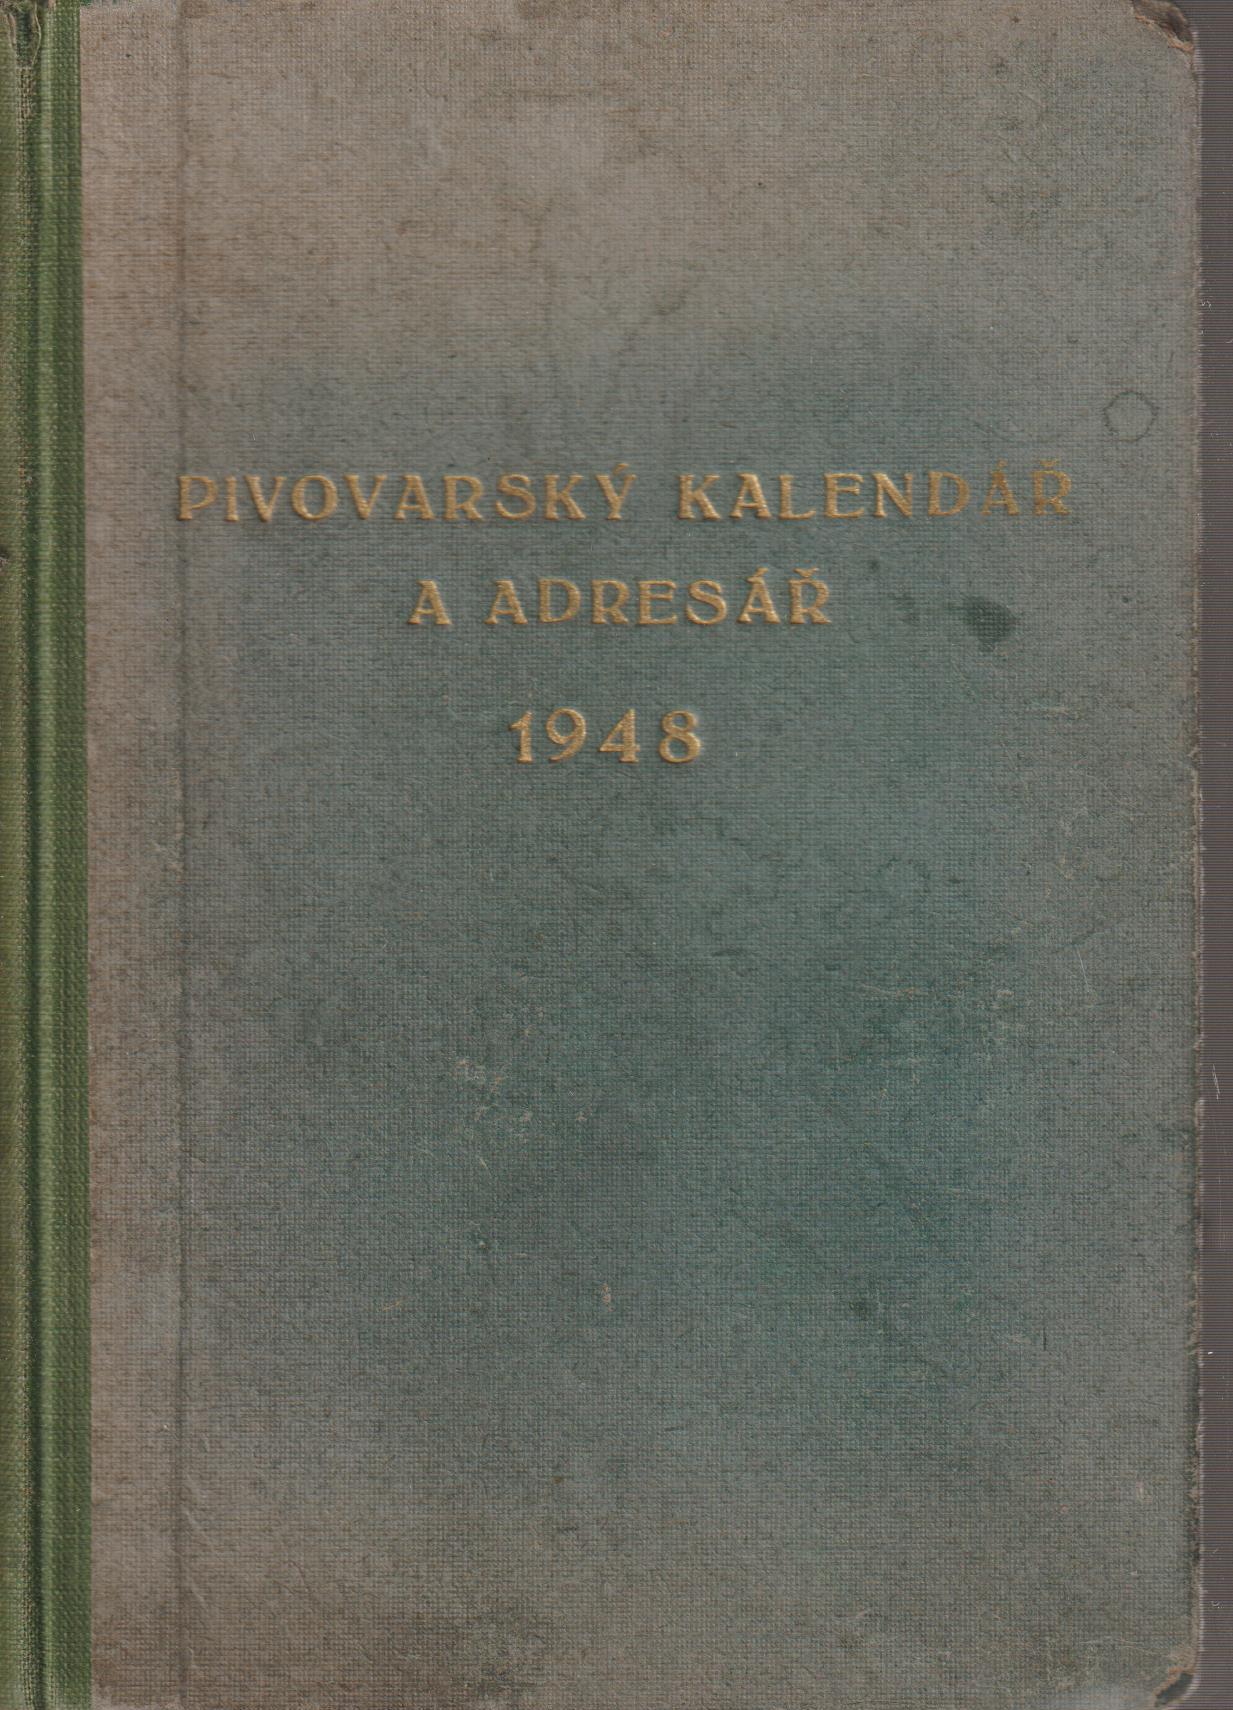 PIVOVARSKÝ KALENDÁŘ
A ADRESÁŘ
1948